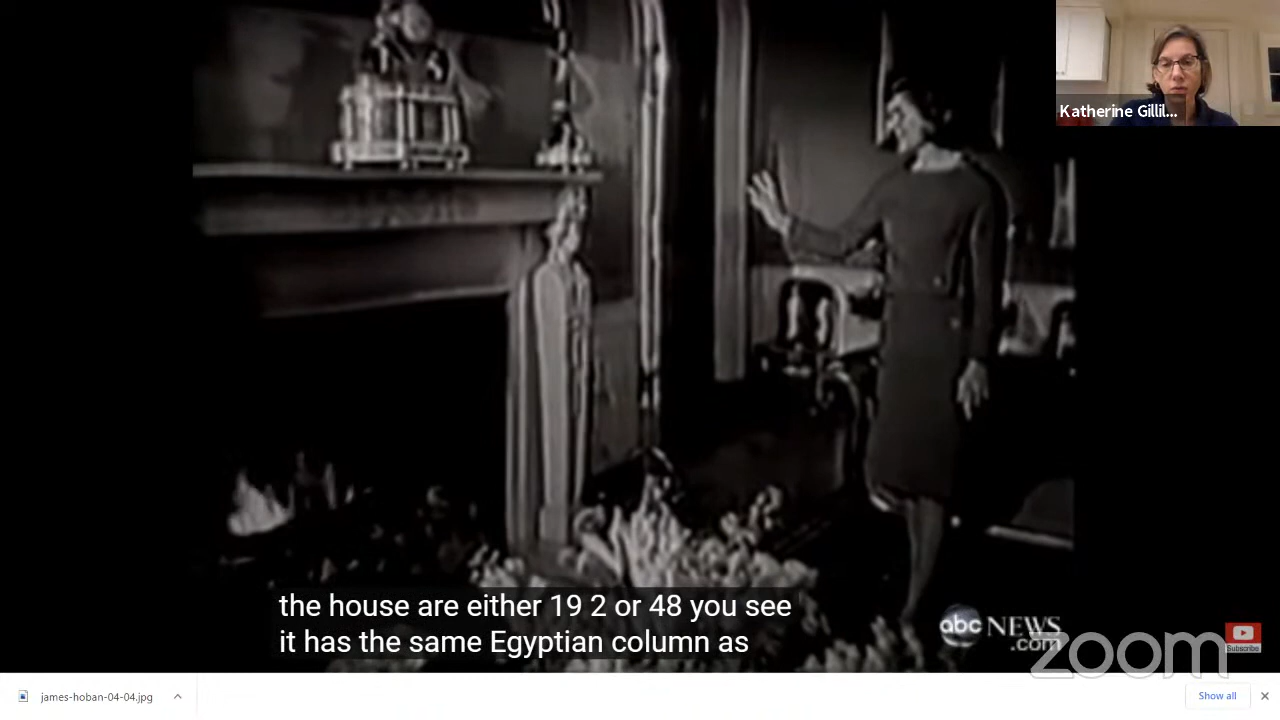 Katherine Gillil...
the house are either 19 2 or 48 you see
it has the same Egyptian column as
abc NEWS
.com
zoom
Subscribe
james-hoban-04-04.jpg
Show all